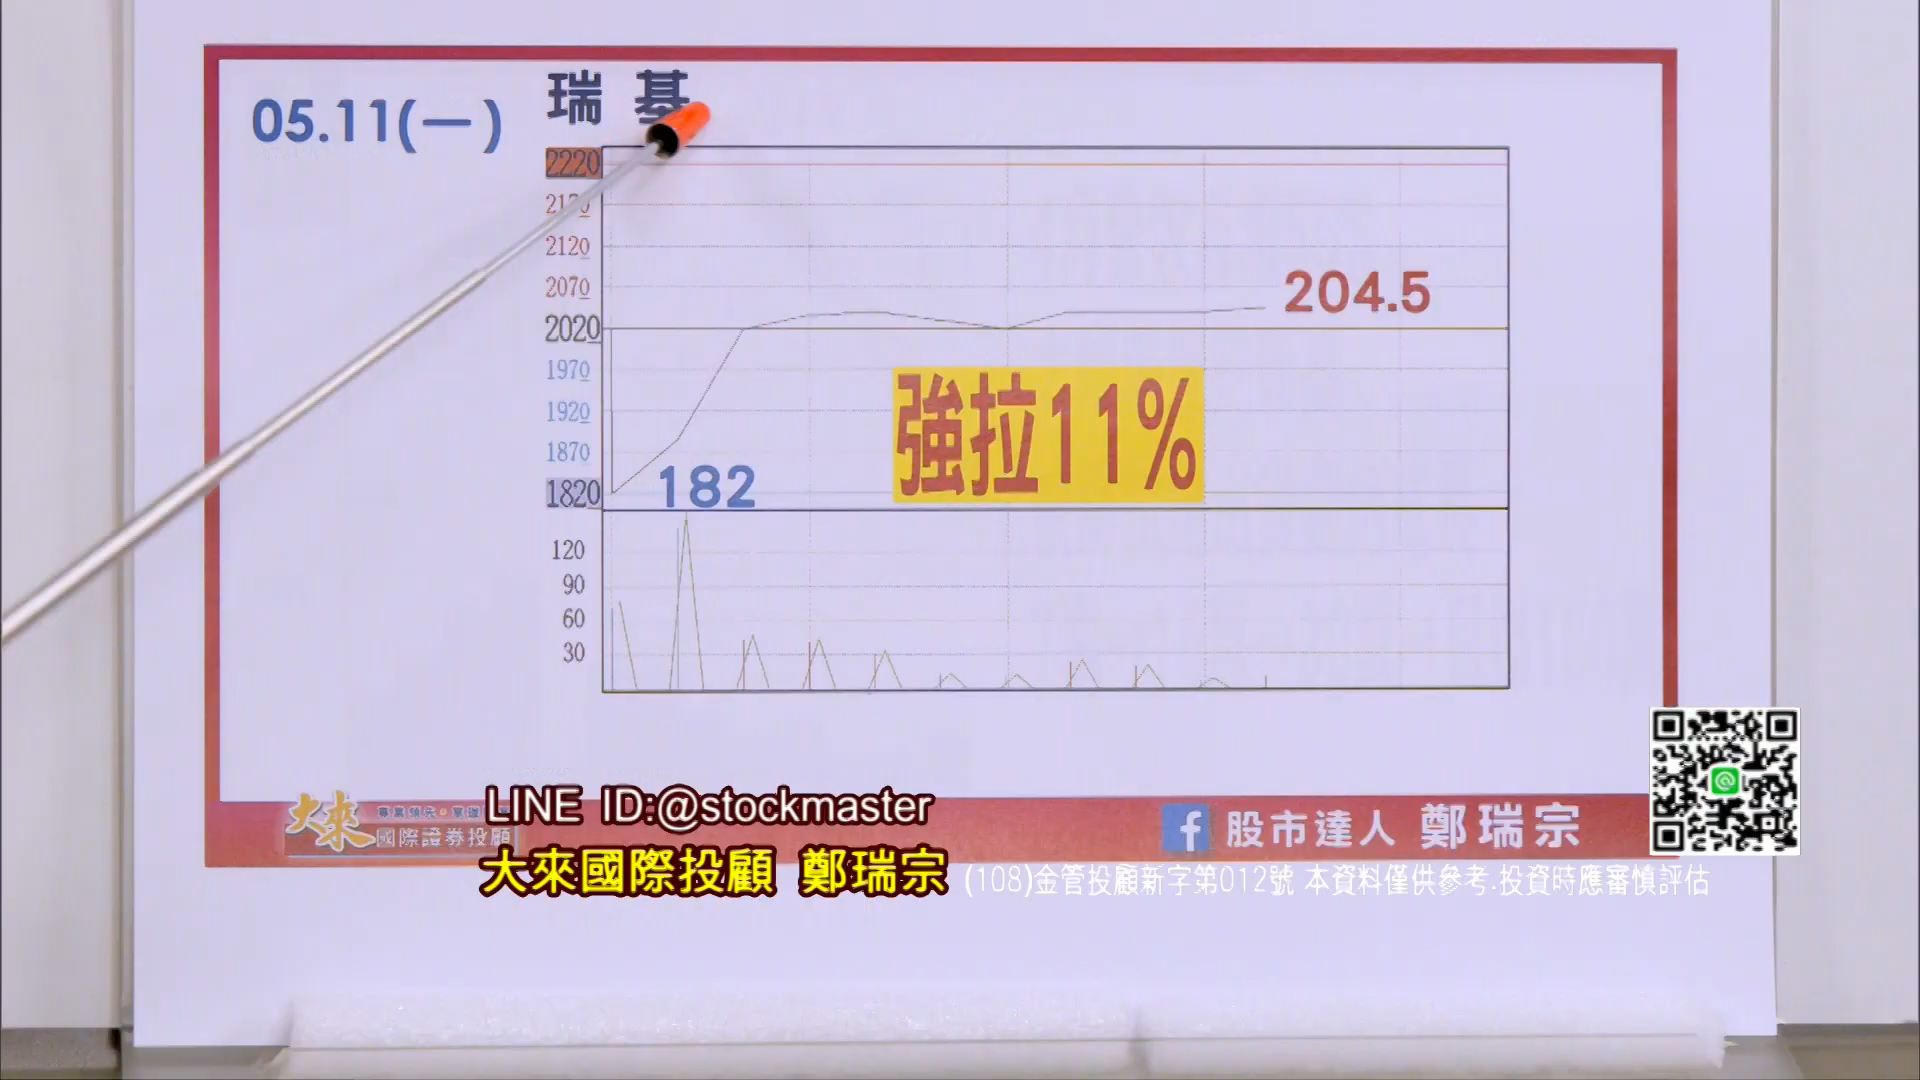 05.11(一)
瑞基
2220
2170
2120
2070
2020
1970
1920
1870
1820
204.5
182
強拉11%
120
90
60
30
大來
國際證券投顧
LINE ID:@stockmaster
股市達人 鄭瑞宗
大來國際投顧 鄭瑞宗
(108)金管投顧新字第012號 本資料僅供參考.投資時應審慎評估